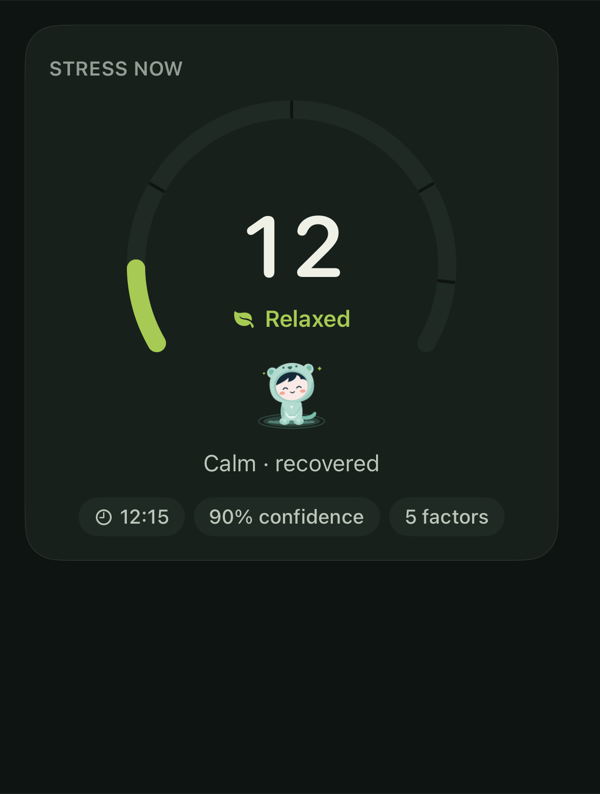 STRESS NOW
12
Relaxed
Calm · recovered
12:15
90% confidence
5 factors